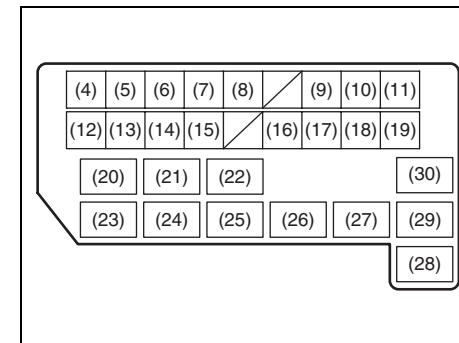 (4) (5) (6) (7) (8) (9) (10) (11)
(12) (13) (14) (15) (16) (17) (18) (19)
(20) (21) (22) (30)
(23) (24) (25) (26) (27) (29)
(28)